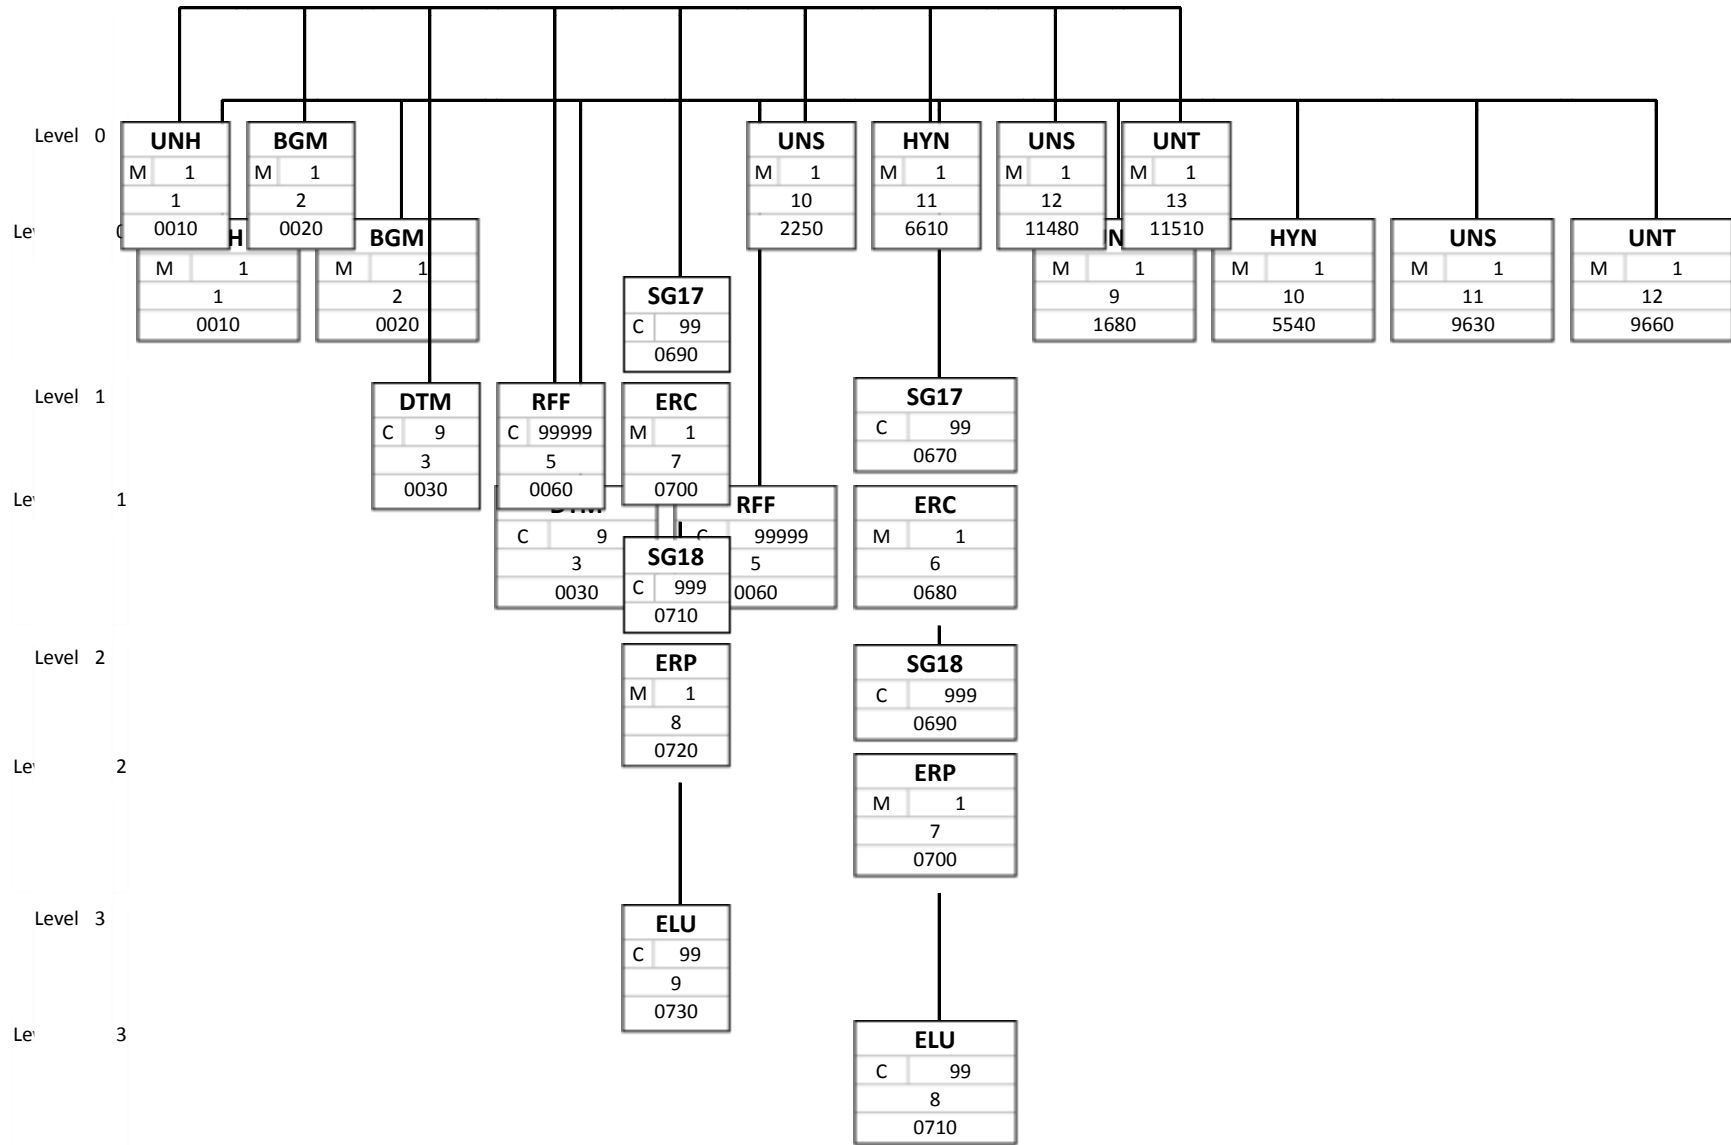 Level 0
UNH BGM UNS HYN UNS UNT
M 1 M 1 M 1 M 1 M 1 M 1
1 2 10 11 12 13
0010 0020 2250 6610 11480 11510
Le
H BGM N HYN UNS UNT
M 1 M 1 M 1 M 1 M 1 M 1
1 2 9 10 11 12
0010 0020 1680 5540 9630 9660
SG17
C 99
0690
Level 1
DTM RFF ERC
C 9 C 99999 M 1
3 5 7
0030 0060 0700
SG17
C 99
0670
Le 1
DTM RFF ERC
C 9 C 99999 M 1
3 5 6
0030 0060 0680
SG18
C 999
0710
Level 2
ERP
M 1
8
0720
SG18
C 999
0690
Le 2
ERP
M 1
7
0700
Level 3
ELU
C 99
9
0730
Le 3
ELU
C 99
8
0710